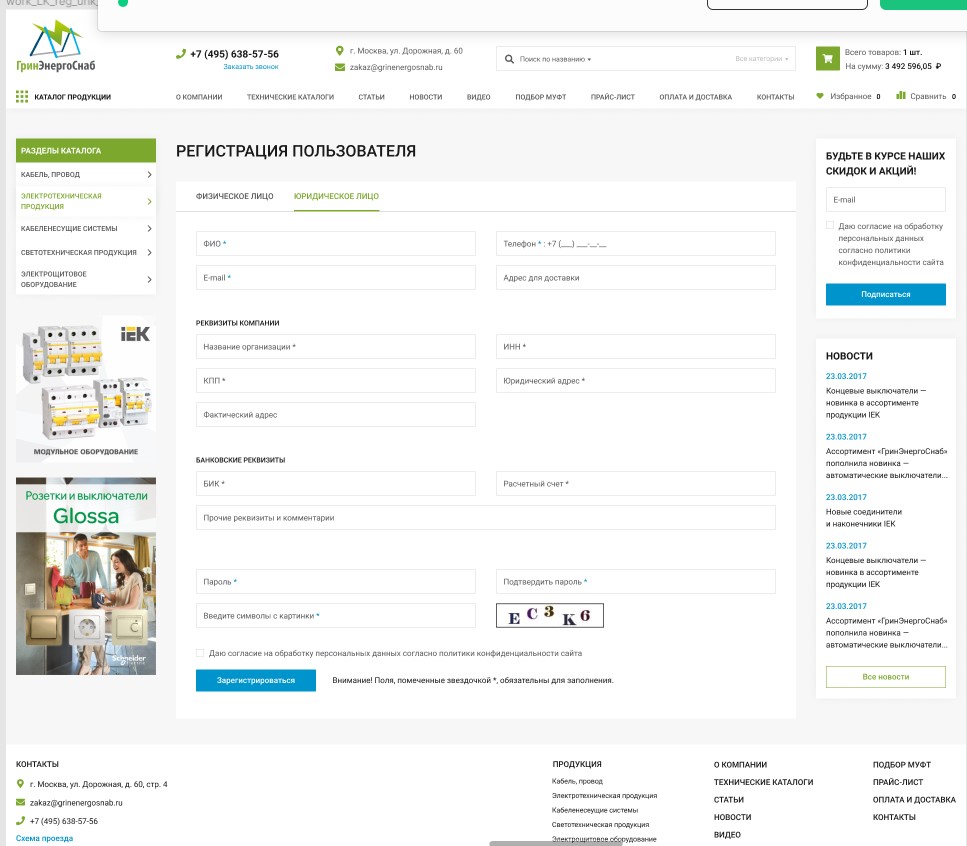 work_LK_reg_urik_
ГринЭнергоСнаб
+7 (495) 638-57-56
Заказать звонок
г. Москва, ул. Дорожная, д. 60
zakaz@grinenergosnab.ru
Поиск по названию
Все категории
Всего товаров: 1 шт.
На сумму: 3 492 596,05 ₽
КАТАЛОГ ПРОДУКЦИИ
О КОМПАНИИ
ТЕХНИЧЕСКИЕ КАТАЛОГИ
СТАТЬИ
НОВОСТИ
ВИДЕО
ПОДБОР МУФТ
ПРАЙС-ЛИСТ
ОПЛАТА И ДОСТАВКА
КОНТАКТЫ
Избранное 0
Сравнить 0
РАЗДЕЛЫ КАТАЛОГА
КАБЕЛЬ, ПРОВОД
ЭЛЕКТРОТЕХНИЧЕСКАЯ
ПРОДУКЦИЯ
КАБЕЛЕНЕСУЩИЕ СИСТЕМЫ
СВЕТОТЕХНИЧЕСКАЯ ПРОДУКЦИЯ
ЭЛЕКТРОЩИТОВОЕ
ОБОРУДОВАНИЕ
iEK
МОДУЛЬНОЕ ОБОРУДОВАНИЕ
Розетки и выключатели
Glossa
Schneider
Electric
РЕГИСТРАЦИЯ ПОЛЬЗОВАТЕЛЯ
ФИЗИЧЕСКОЕ ЛИЦО
ЮРИДИЧЕСКОЕ ЛИЦО
ФИО *
Телефон * : +7 (___) ___-__-__
E-mail *
Адрес для доставки
РЕКВИЗИТЫ КОМПАНИИ
Название организации *
ИНН *
КПП *
Юридический адрес *
Фактический адрес
БАНКОВСКИЕ РЕКВИЗИТЫ
БИК *
Расчетный счет *
Прочие реквизиты и комментарии
Пароль *
Подтвердить пароль *
Введите символы с картинки *
E C 3 K 6
Даю согласие на обработку персональных данных согласно политики конфиденциальности сайта
Зарегистрироваться
Внимание! Поля, помеченные звездочкой *, обязательны для заполнения.
БУДЬТЕ В КУРСЕ НАШИХ
СКИДОК И АКЦИЙ!
E-mail
Даю согласие на обработку
персональных данных
согласно политики
конфиденциальности сайта
Подписаться
НОВОСТИ
23.03.2017
Концевые выключатели —
новинка в ассортименте
продукции IEK
23.03.2017
Ассортимент «ГринЭнергоСнаб»
пополнила новинка —
автоматические выключатели...
23.03.2017
Новые соединители
и наконечники IEK
23.03.2017
Концевые выключатели —
новинка в ассортименте
продукции IEK
23.03.2017
Ассортимент «ГринЭнергоСнаб»
пополнила новинка —
автоматические выключатели...
Все новости
КОНТАКТЫ
г. Москва, ул. Дорожная, д. 60, стр. 4
zakaz@grinenergosnab.ru
+7 (495) 638-57-56
Схема проезда
ПРОДУКЦИЯ
Кабель, провод
Электротехническая продукция
Кабеленесеущие системы
Светотехническая продукция
Электрощитовое оборудование
О КОМПАНИИ
ТЕХНИЧЕСКИЕ КАТАЛОГИ
СТАТЬИ
НОВОСТИ
ВИДЕО
ПОДБОР МУФТ
ПРАЙС-ЛИСТ
ОПЛАТА И ДОСТАВКА
КОНТАКТЫ